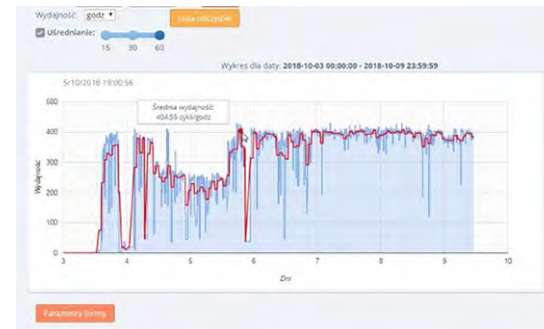 Wydajność: godz
Lista odczytów
Uśrednianie:
15 30 60
Wykres dla daty: 2018-10-03 00:00:00 - 2018-10-09 23:59:59
5/10/2018 19:00:56
Średnia wydajność:
404.55 cykli/godz
500
400
300
200
100
0
Wydajność
3 4 5 6 7 8 9 10
Dni
Parametry formy